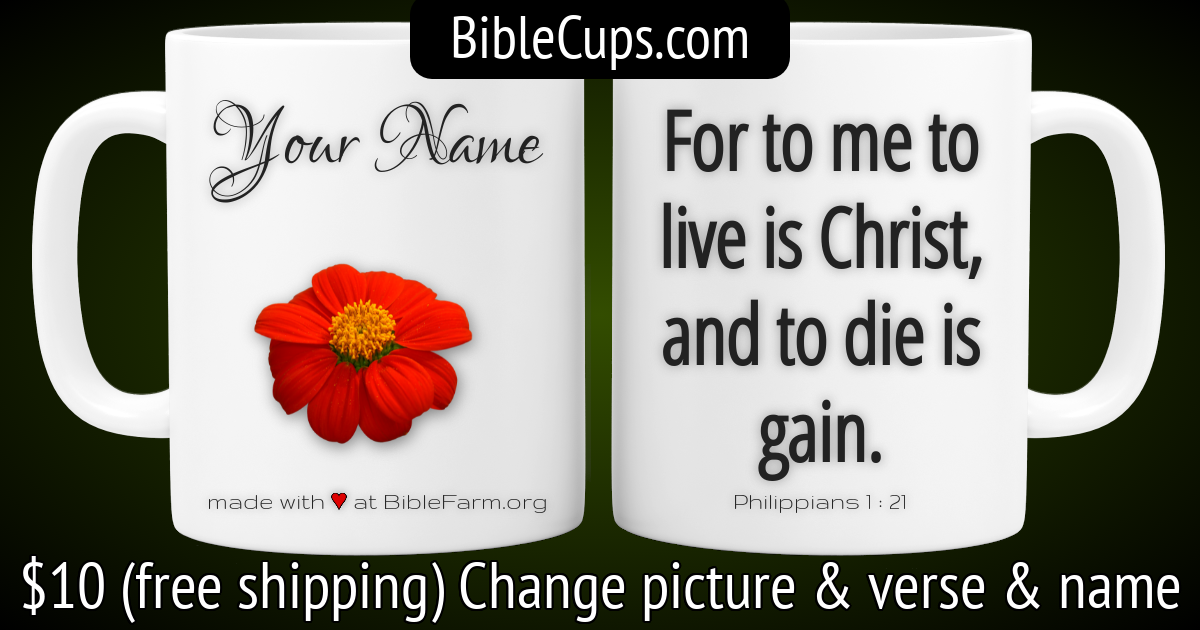 BibleCups.com
Your Name
made with ♥ at BibleFarm.org
For to me to
live is Christ,
and to die is
gain.
Philippians 1 : 21
$10 (free shipping) Change picture & verse & name